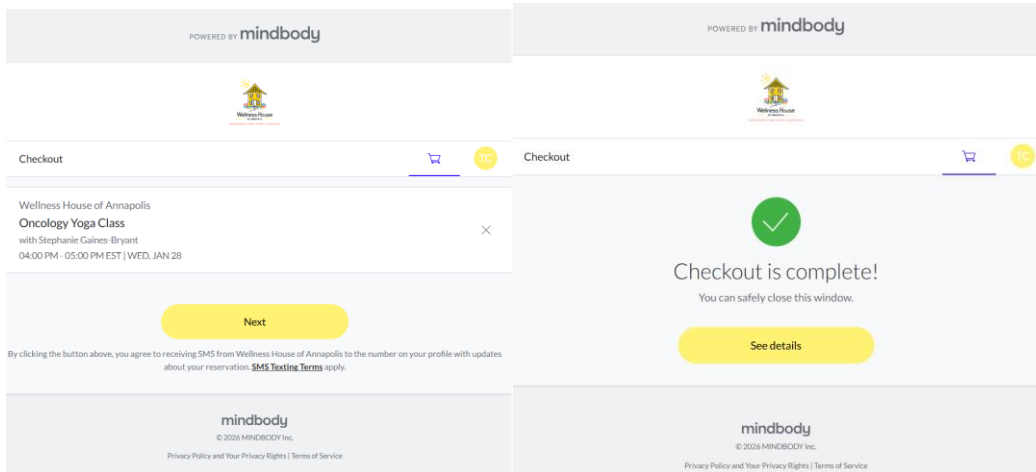 POWERED BY mindbody
Wellness House
Checkout
TC
Wellness House of Annapolis
Oncology Yoga Class
with Stephanie Gaines-Bryant
04:00 PM - 05:00 PM EST | WED, JAN 28
Next
By clicking the button above, you agree to receiving SMS from Wellness House of Annapolis to the number on your profile with updates
about your reservation. SMS Texting Terms apply.
mindbody
© 2026 MINDBODY Inc.
Privacy Policy and Your Privacy Rights | Terms of Service
POWERED BY mindbody
Wellness House
Checkout
TC
Checkout is complete!
You can safely close this window.
See details
mindbody
© 2026 MINDBODY Inc.
Privacy Policy and Your Privacy Rights | Terms of Service